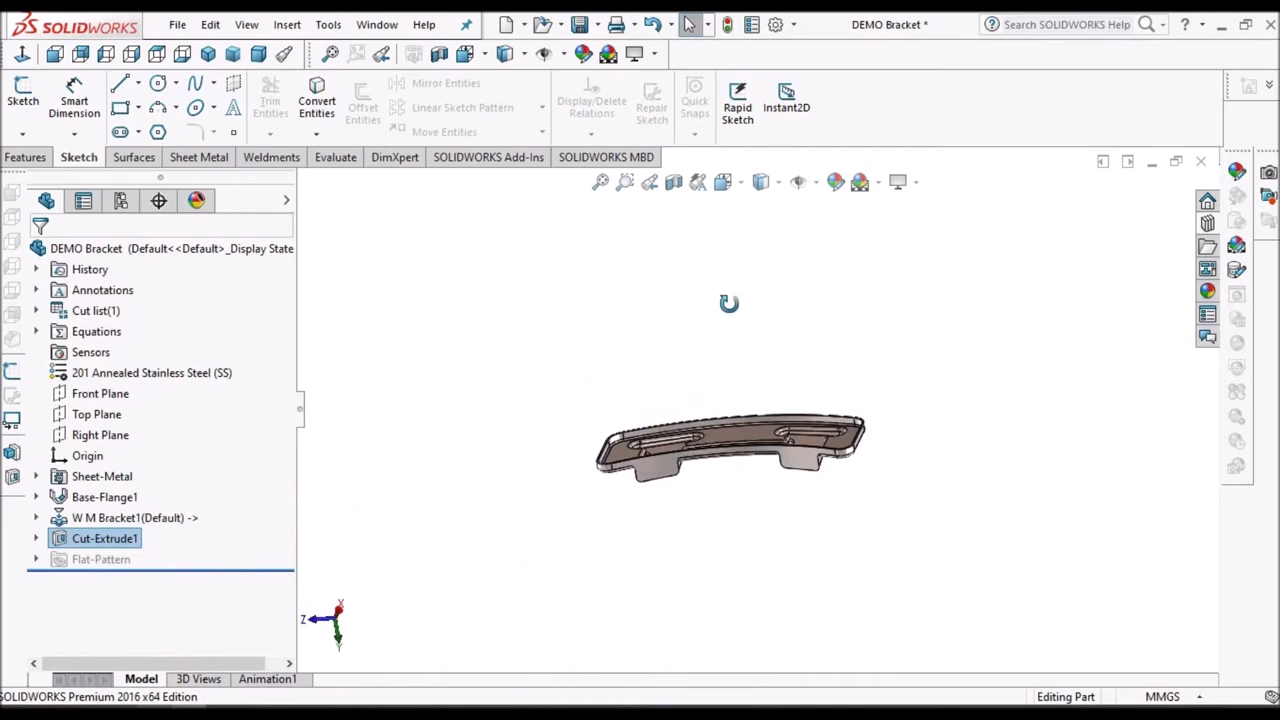 SOLIDWORKS File Edit View Insert Tools Window Help DEMO Bracket * Search SOLIDWORKS Help ?
Sketch Smart Dimension Trim Entities Convert Entities Offset Entities Mirror Entities Linear Sketch Pattern Move Entities Display/Delete Relations Repair Sketch Quick Snaps Rapid Sketch Instant2D
Features Sketch Surfaces Sheet Metal Weldments Evaluate DimXpert SOLIDWORKS Add-Ins SOLIDWORKS MBD
DEMO Bracket (Default<<Default>_Display State
History
Annotations
Cut list(1)
Equations
Sensors
201 Annealed Stainless Steel (SS)
Front Plane
Top Plane
Right Plane
Origin
Sheet-Metal
Base-Flange1
W M Bracket1(Default) ->
Cut-Extrude1
Flat-Pattern
X
Z
Y
Model 3D Views Animation1
SOLIDWORKS Premium 2016 x64 Edition Editing Part MMGS